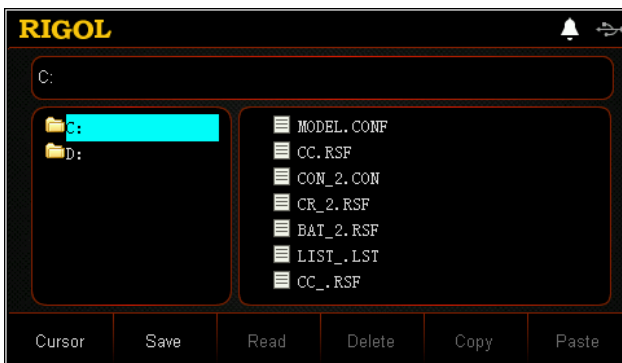 RIGOL
C:
C:
D:
MODEL.CONF
CC.RSF
CON_2.CON
CR_2.RSF
BAT_2.RSF
LIST_.LST
CC_.RSF
Cursor Save Read Delete Copy Paste